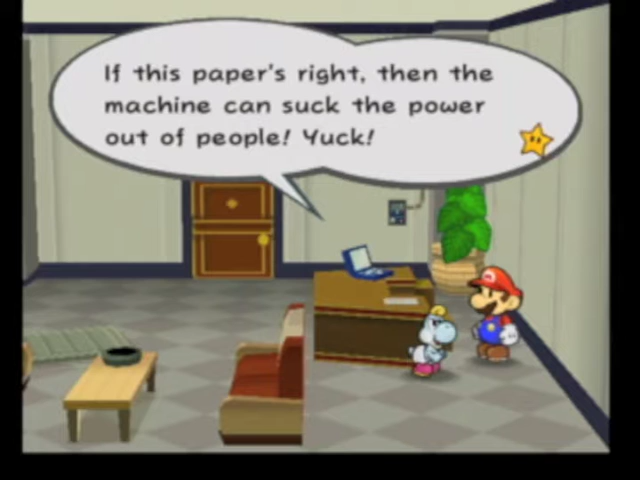 If this paper's right, then the
machine can suck the power
out of people! Yuck!